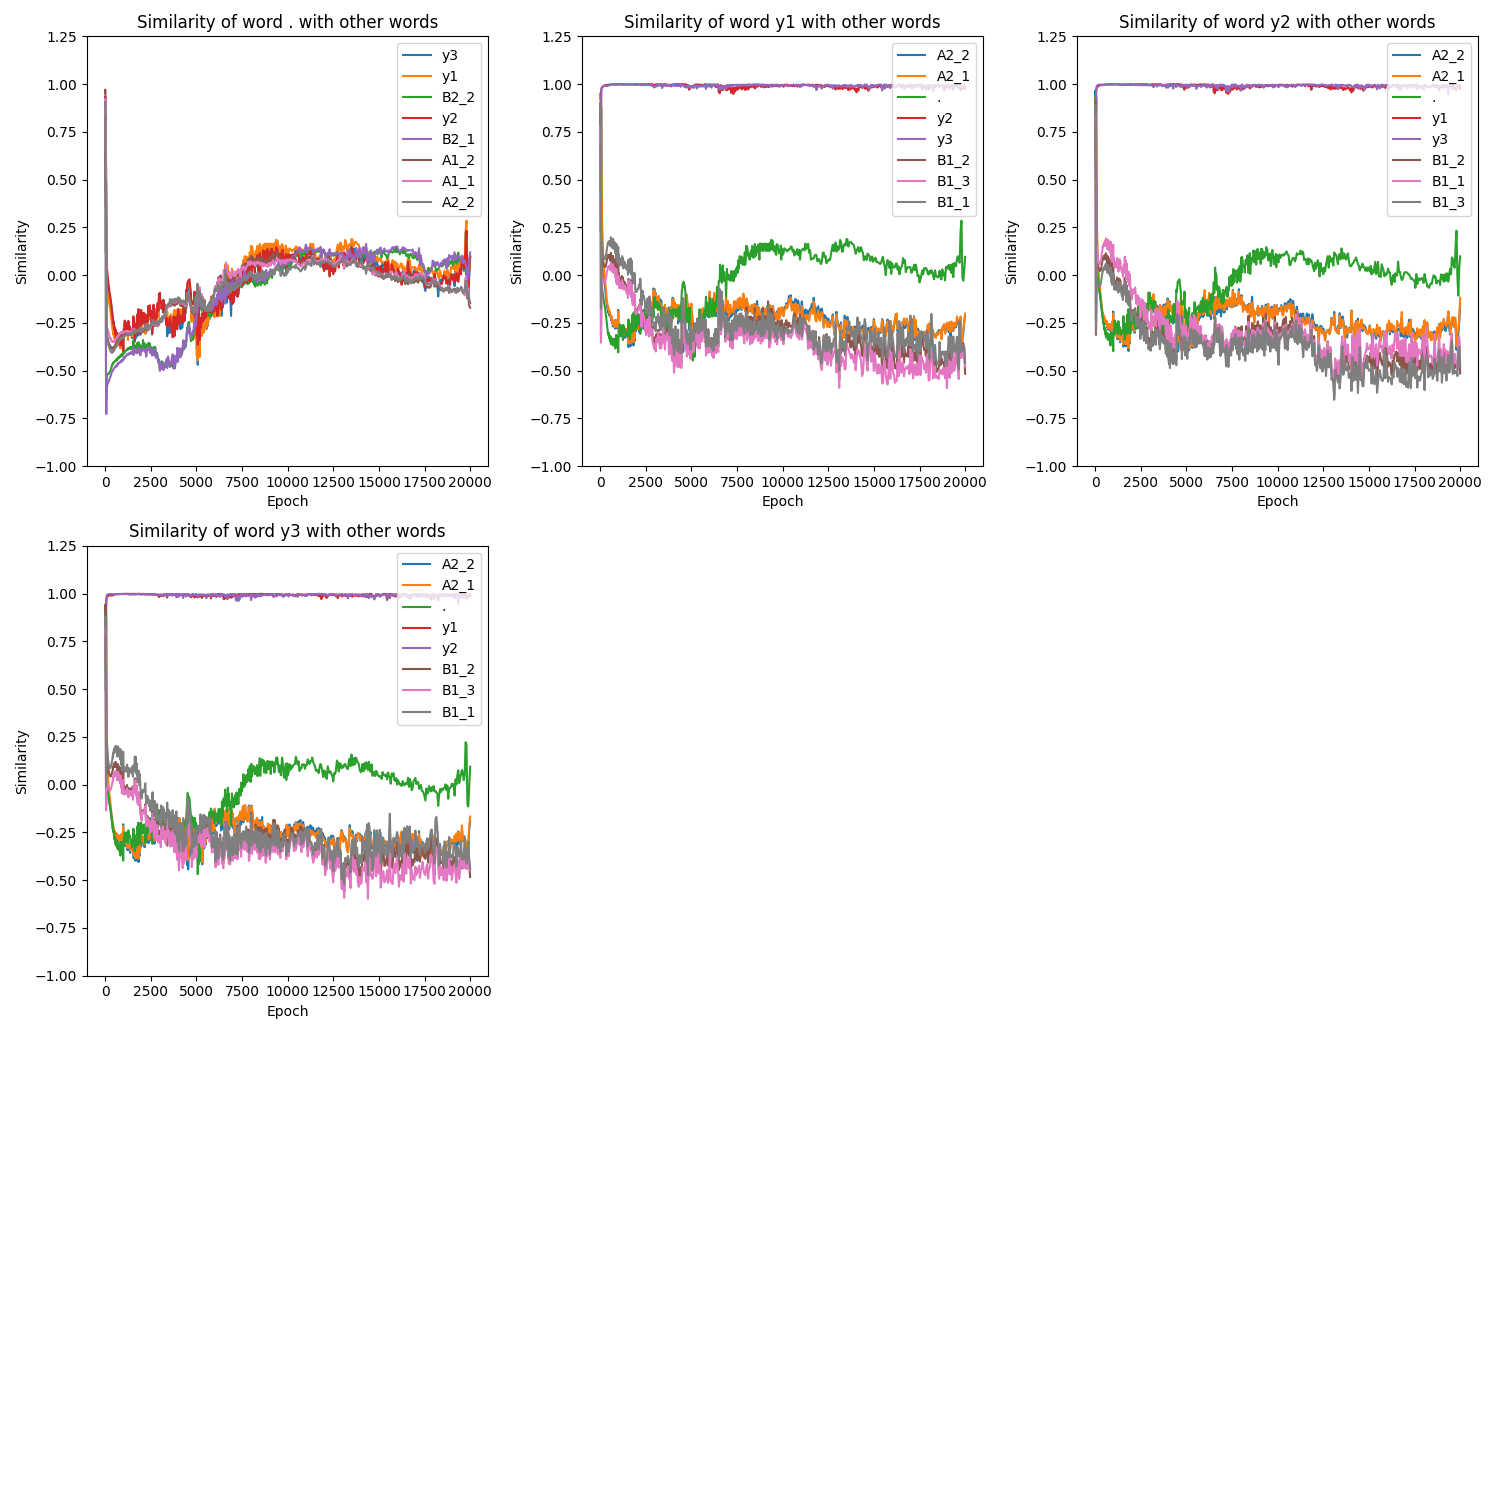 Similarity of word . with other words
1.25
1.00
0.75
0.50
0.25
0.00
−0.25
−0.50
−0.75
−1.00
Similarity
0 2500 5000 7500 10000 12500 15000 17500 20000
Epoch
y3
y1
B2_2
y2
B2_1
A1_2
A1_1
A2_2
Similarity of word y1 with other words
1.25
1.00
0.75
0.50
0.25
0.00
−0.25
−0.50
−0.75
−1.00
Similarity
0 2500 5000 7500 10000 12500 15000 17500 20000
Epoch
A2_2
A2_1
.
y2
y3
B1_2
B1_3
B1_1
Similarity of word y2 with other words
1.25
1.00
0.75
0.50
0.25
0.00
−0.25
−0.50
−0.75
−1.00
Similarity
0 2500 5000 7500 10000 12500 15000 17500 20000
Epoch
A2_2
A2_1
.
y1
y3
B1_2
B1_1
B1_3
Similarity of word y3 with other words
1.25
1.00
0.75
0.50
0.25
0.00
−0.25
−0.50
−0.75
−1.00
Similarity
0 2500 5000 7500 10000 12500 15000 17500 20000
Epoch
A2_2
A2_1
.
y1
y2
B1_2
B1_3
B1_1